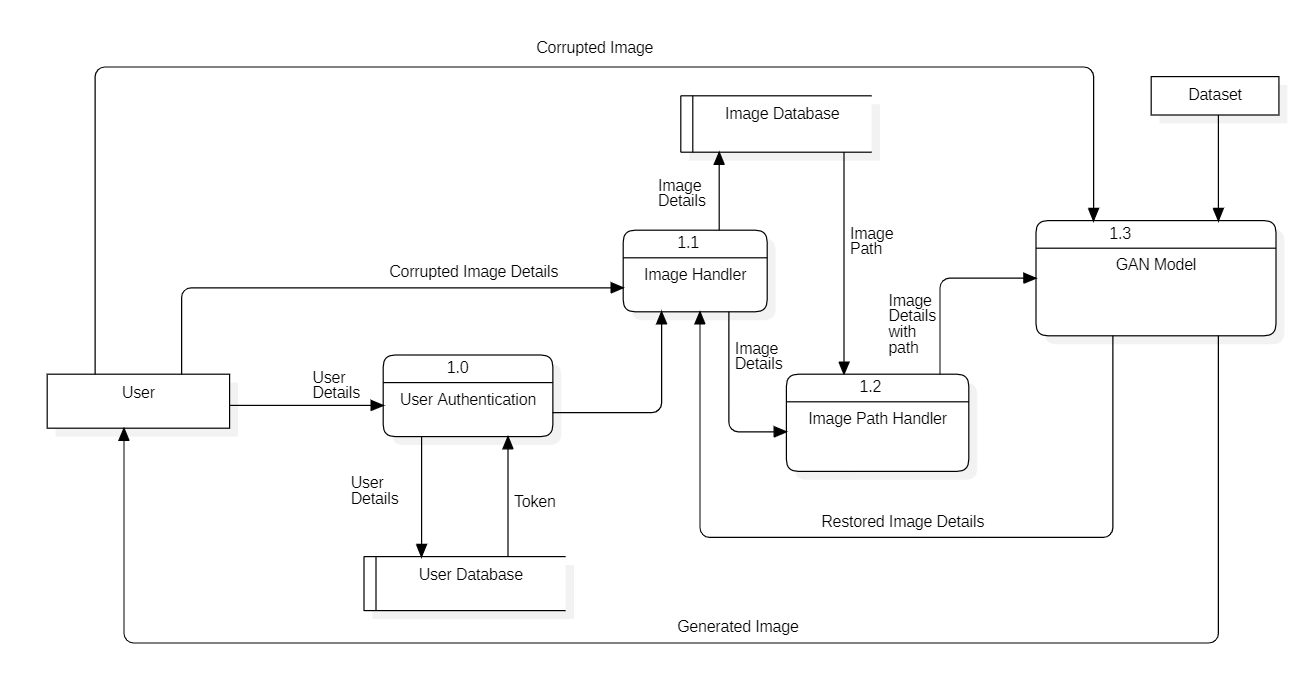 Corrupted Image
Dataset
Image Database
Image
Details
Image
Path
1.1
Image Handler
1.3
GAN Model
Corrupted Image Details
Image
Details
with
path
Image
Details
User
User
Details
1.0
User Authentication
1.2
Image Path Handler
User
Details
Token
Restored Image Details
User Database
Generated Image